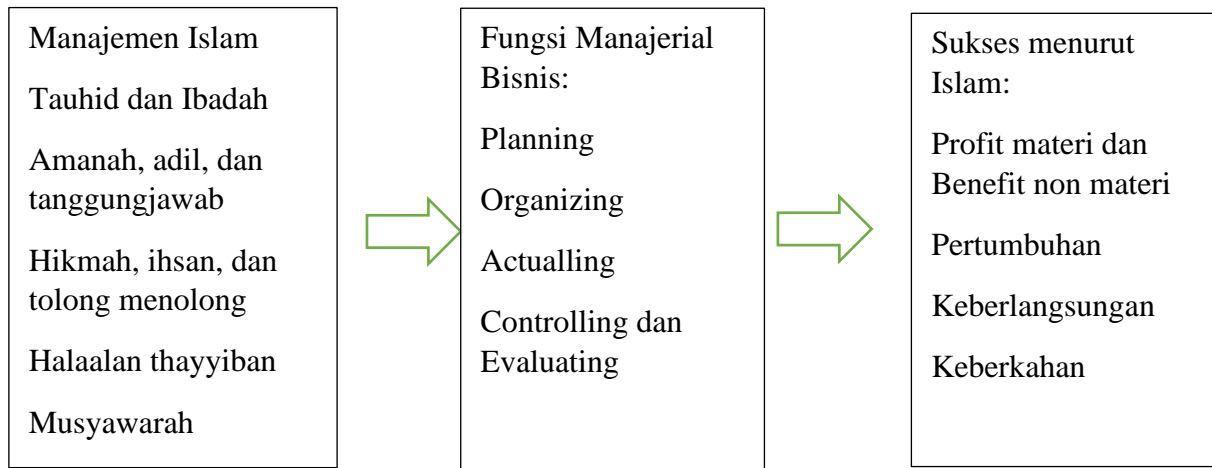 Manajemen Islam
Tauhid dan Ibadah
Amanah, adil, dan
tanggungjawab
Hikmah, ihsan, dan
tolong menolong
Halaalan thayyiban
Musyawarah
Fungsi Manajerial
Bisnis:
Planning
Organizing
Actualling
Controlling dan
Evaluating
Sukses menurut
Islam:
Profit materi dan
Benefit non materi
Pertumbuhan
Keberlangsungan
Keberkahan